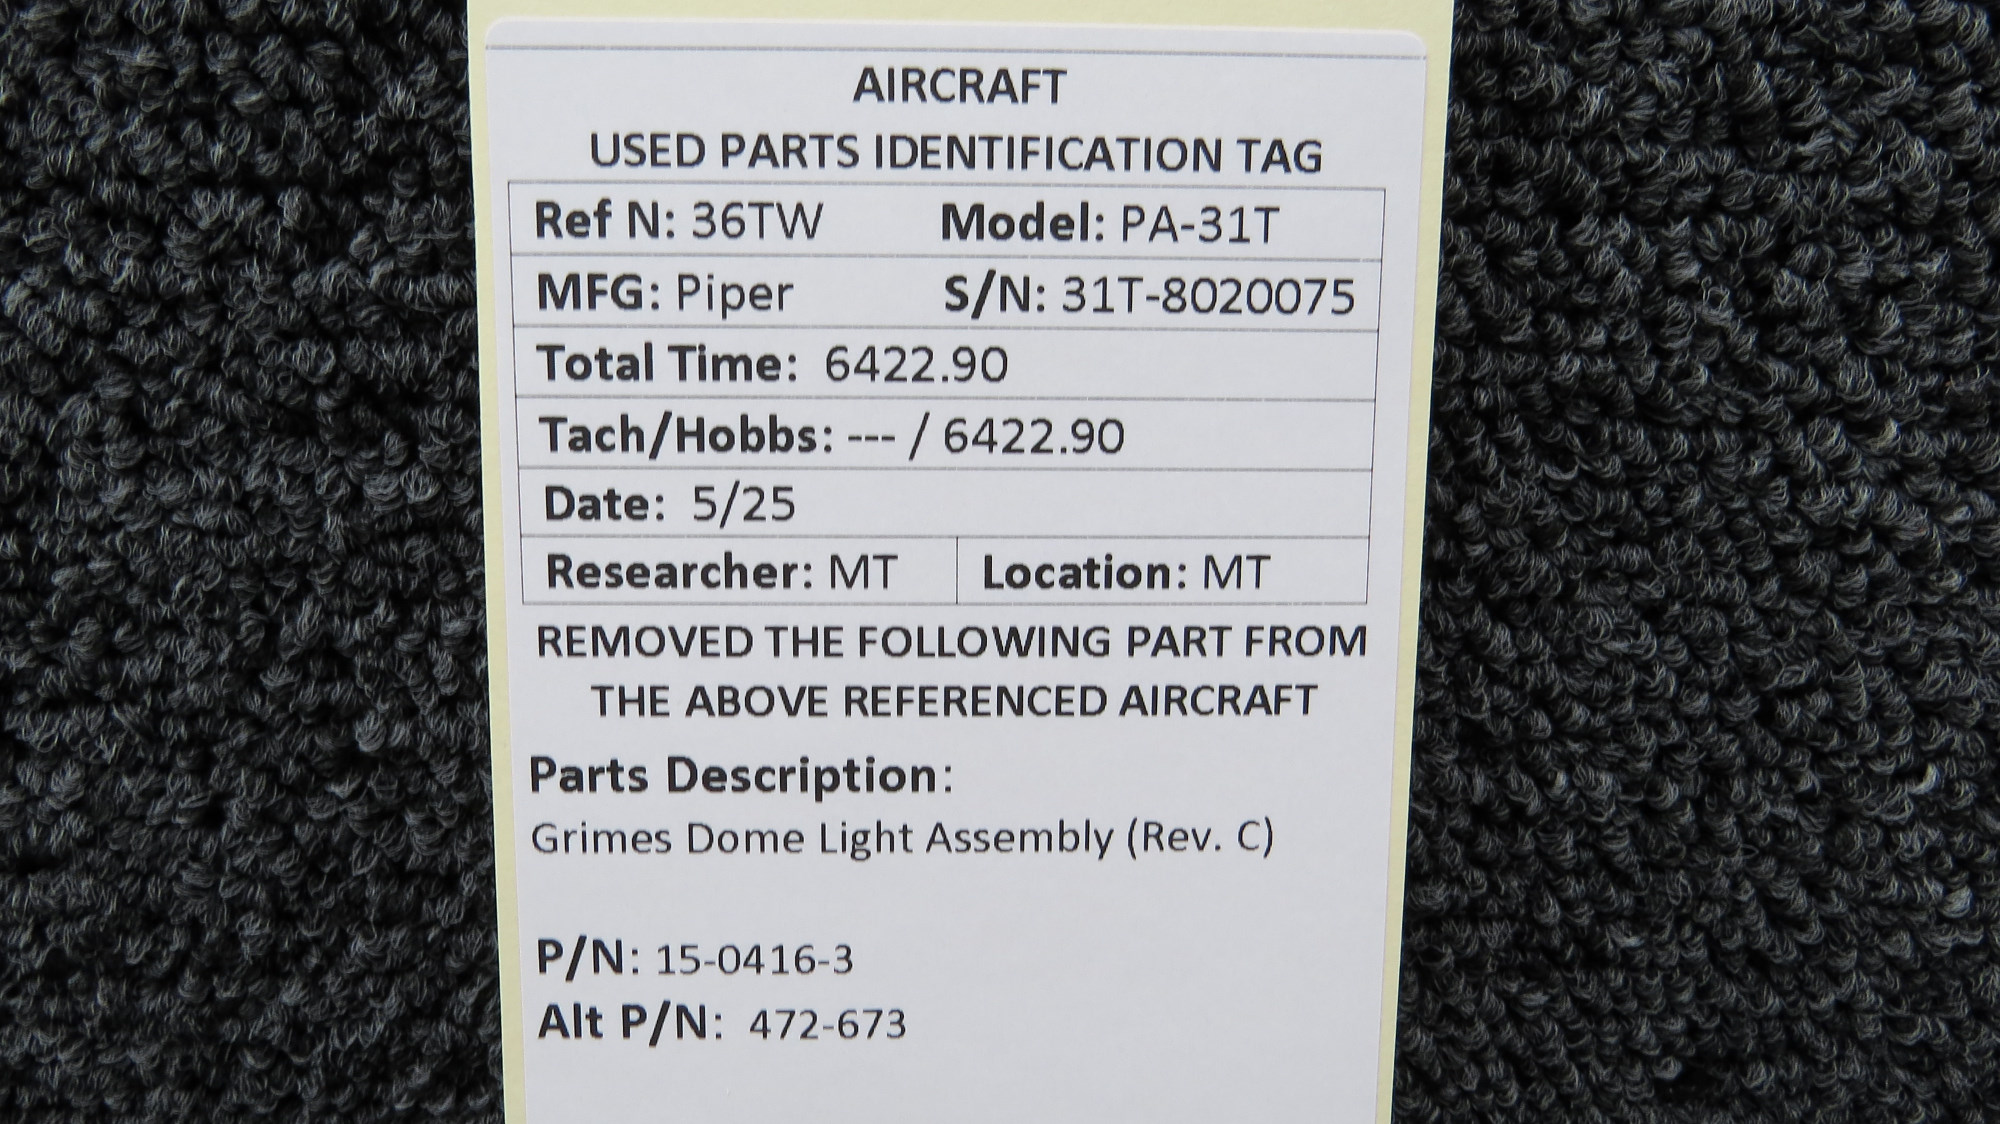 AIRCRAFT
USED PARTS IDENTIFICATION TAG
Ref N: 36TW Model: PA-31T
MFG: Piper S/N: 31T-8020075
Total Time: 6422.90
Tach/Hobbs: --- / 6422.90
Date: 5/25
Researcher: MT Location: MT
REMOVED THE FOLLOWING PART FROM
THE ABOVE REFERENCED AIRCRAFT
Parts Description:
Grimes Dome Light Assembly (Rev. C)
P/N: 15-0416-3
Alt P/N: 472-673